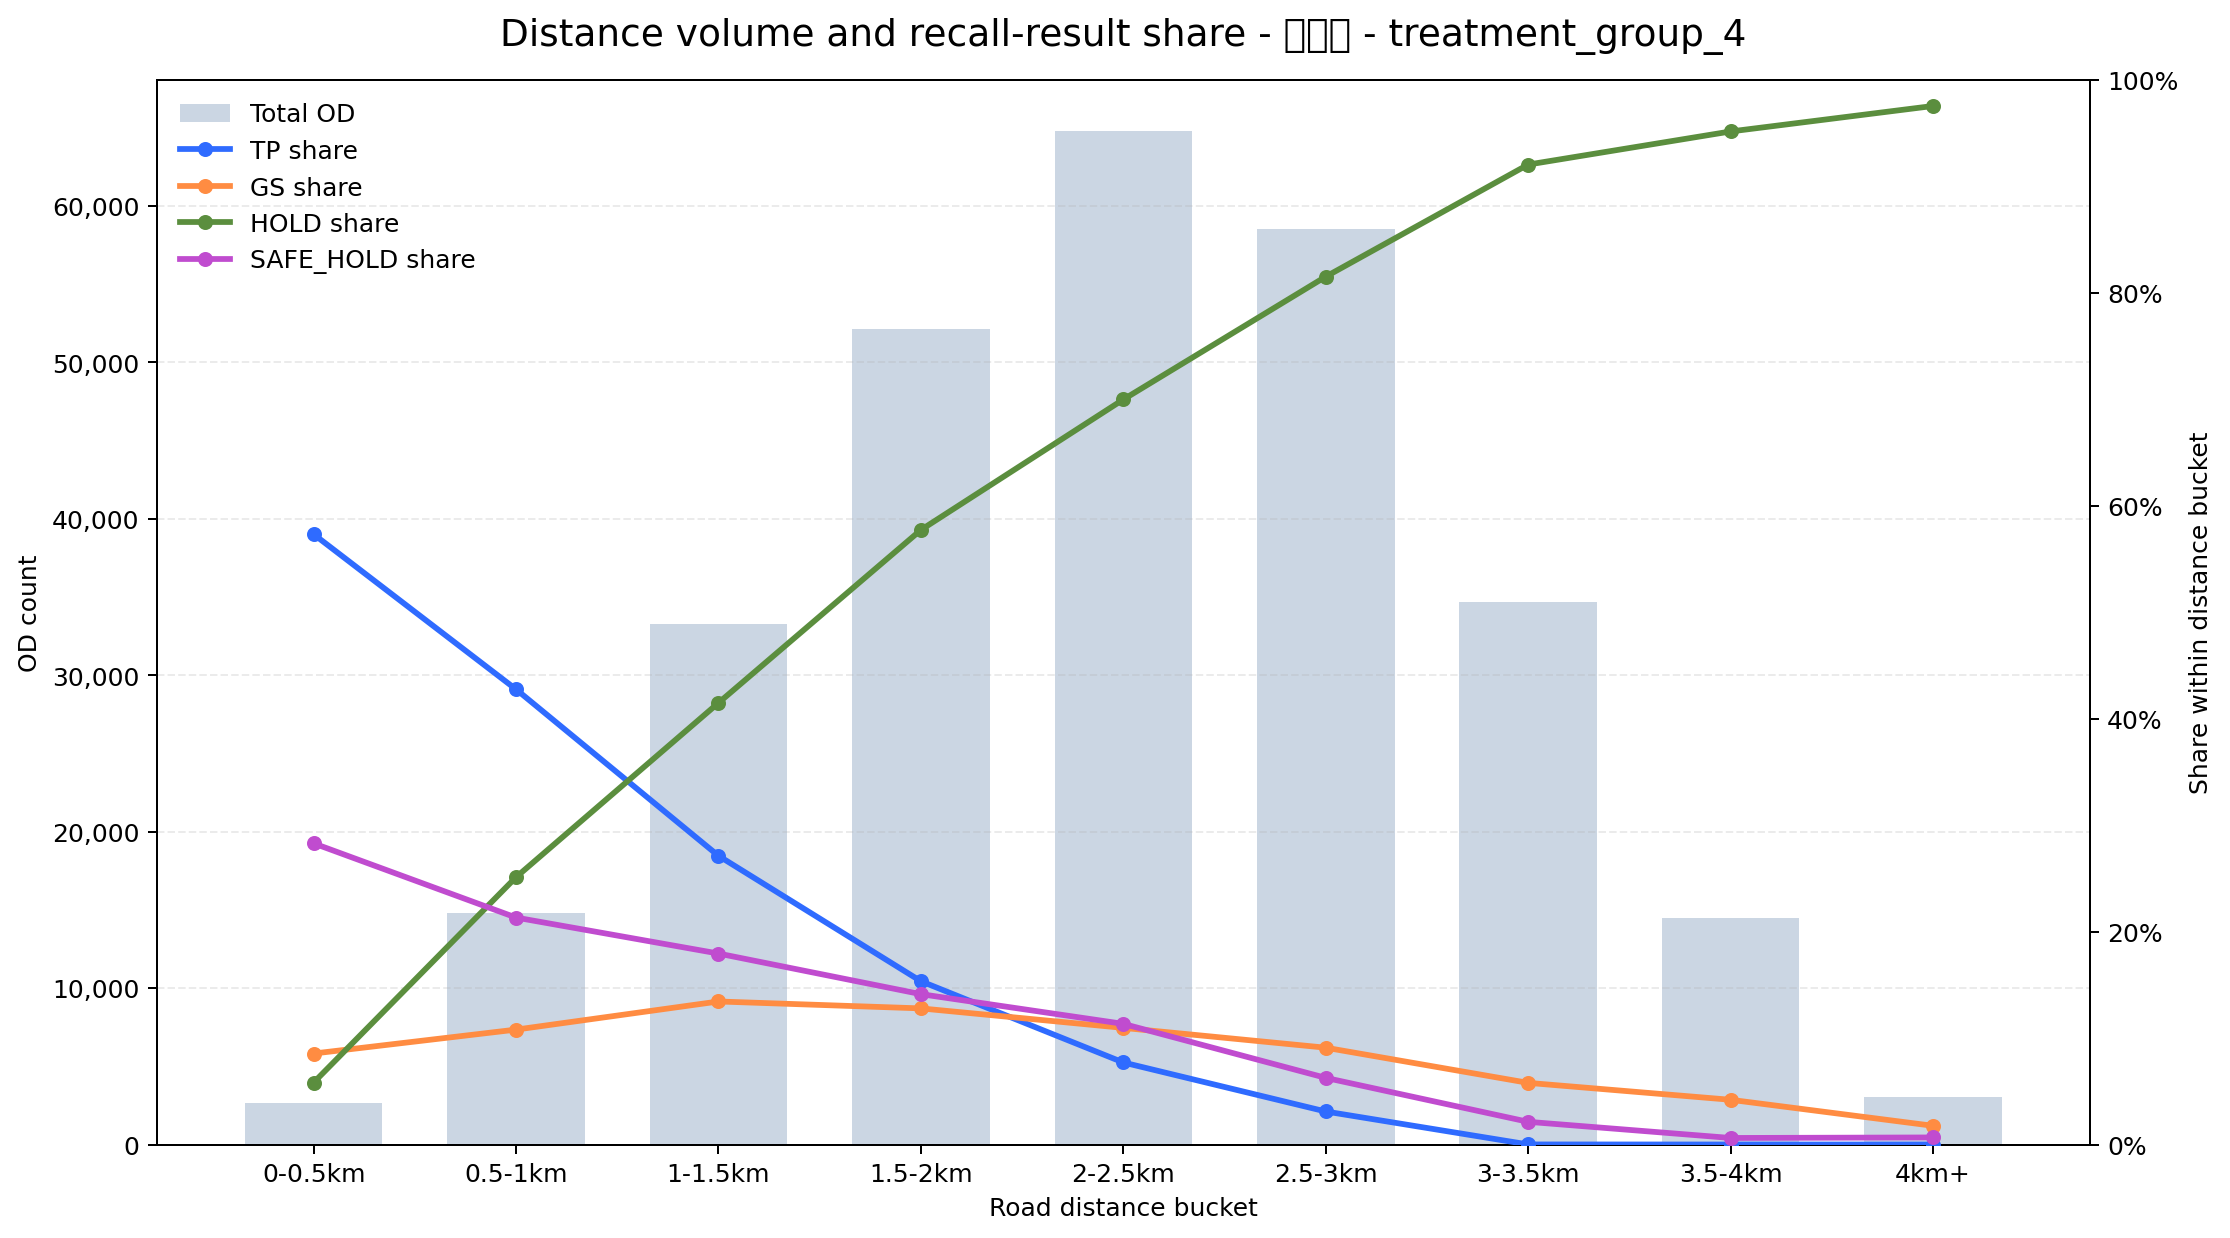 Distance volume and recall-result share - □□□ - treatment_group_4
Total OD
TP share
GS share
HOLD share
SAFE_HOLD share
60,000
50,000
40,000
30,000
20,000
10,000
0
OD count
100%
80%
60%
40%
20%
0%
Share within distance bucket
0-0.5km
0.5-1km
1-1.5km
1.5-2km
2-2.5km
2.5-3km
3-3.5km
3.5-4km
4km+
Road distance bucket